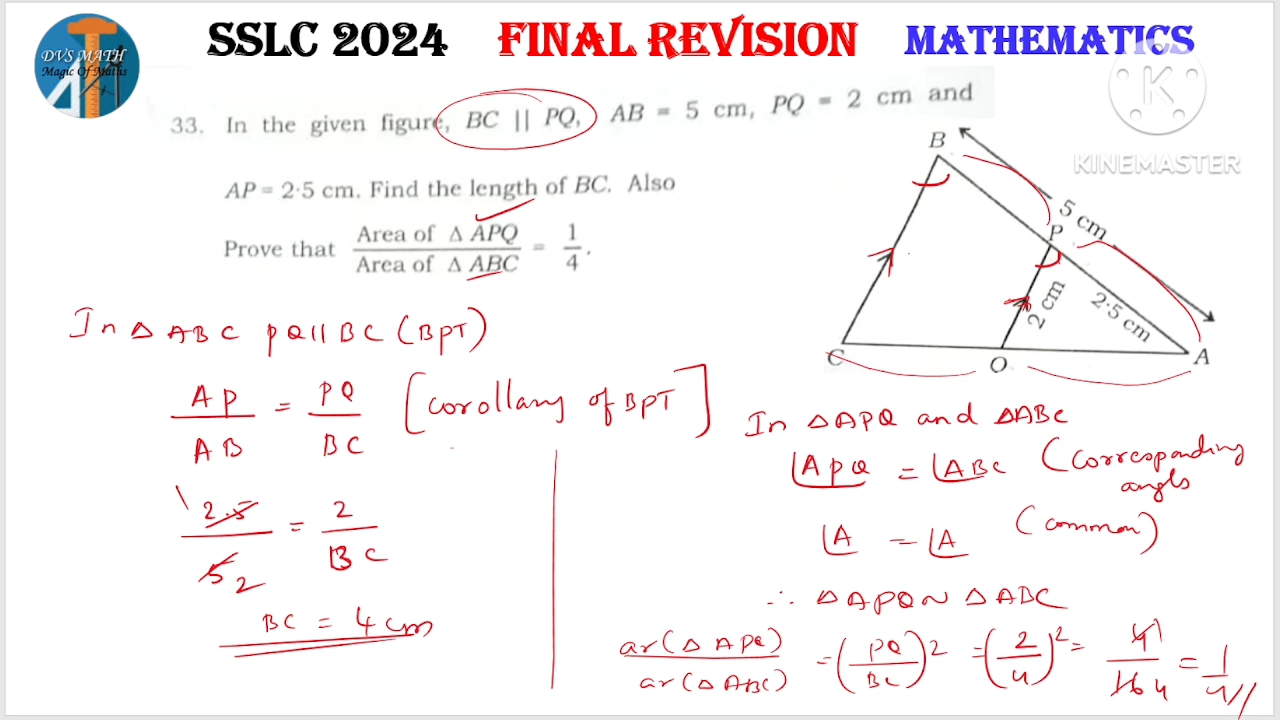 DVS MATH
Magic Of Maths
SSLC 2024 FINAL REVISION MATHEMATICS
K
KINEMASTER
33. In the given figure, BC || PQ, AB = 5 cm, PQ = 2 cm and
AP = 2·5 cm. Find the length of BC. Also
Prove that Area of Δ APQ / Area of Δ ABC = 1/4.
B
5 cm
P
2 cm
2·5 cm
C
Q
A
In Δ ABC PQ || BC (BPT)
AP/AB = PQ/BC [corollary of BPT]
2.5/5 = 2/BC
1
2
BC = 4 cm
In Δ APQ and Δ ABC
∠APQ = ∠ABC (corresponding
angls
∠A = ∠A (common)
∴ Δ APQ ~ Δ ABC
ar(Δ APQ)/ar(Δ ABC) = (PQ/BC)² = (2/4)² = 4/16 = 1/4//